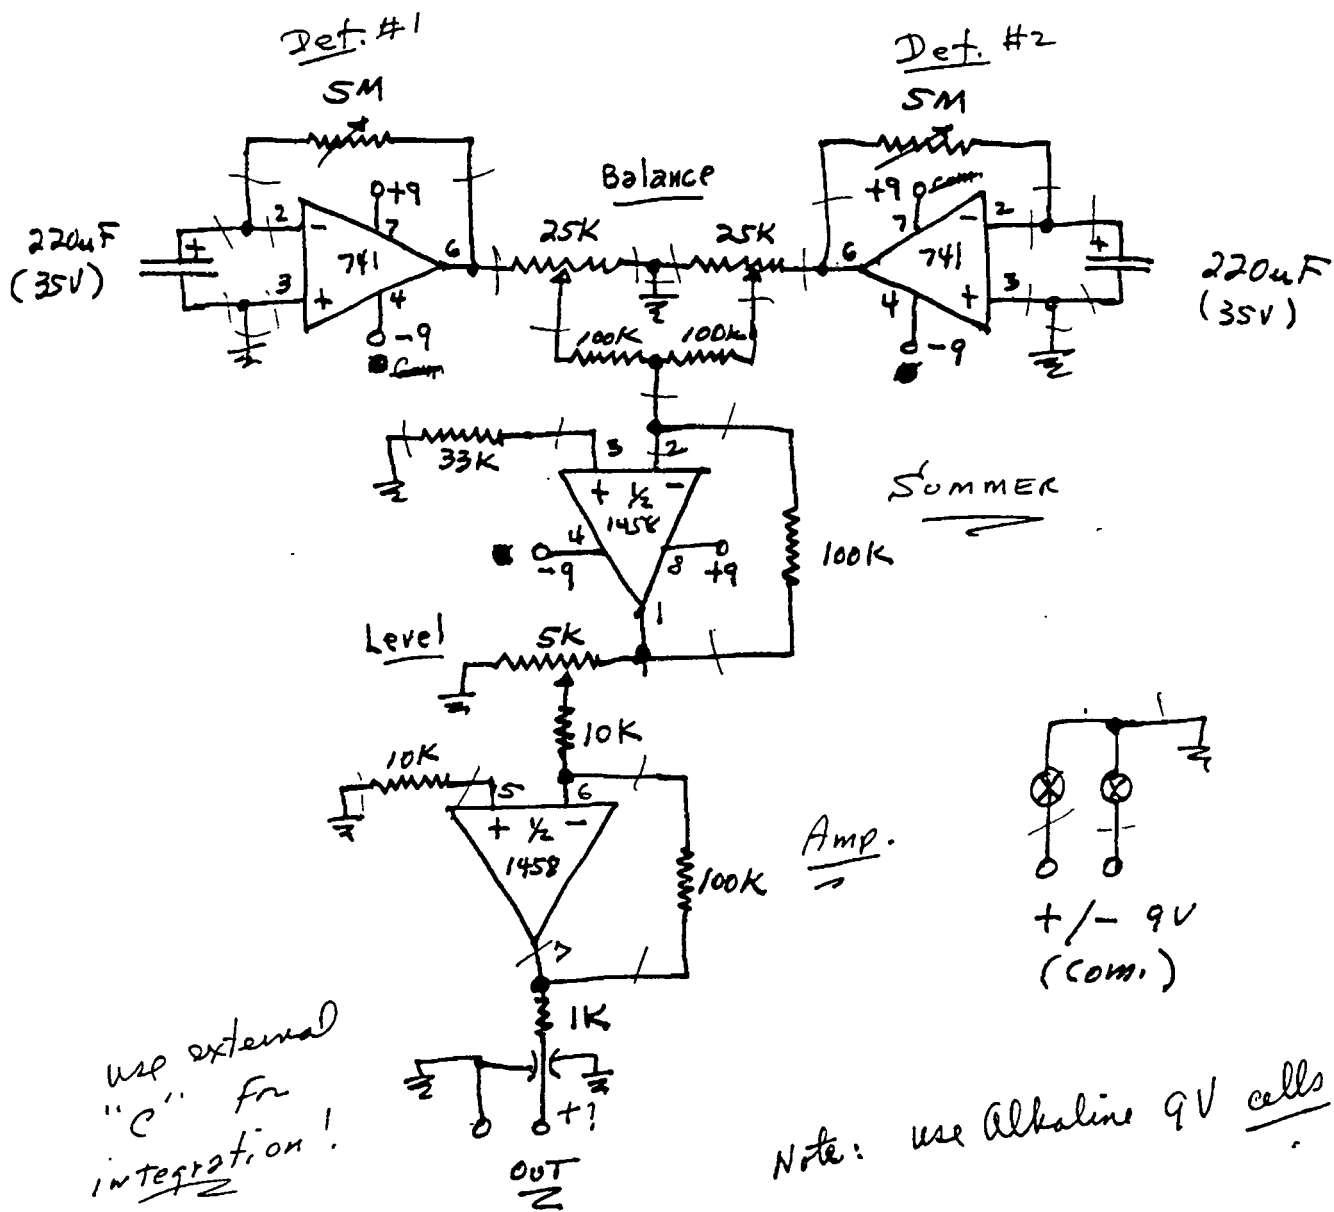 Det. #1
Det. #2
5M
5M
Balance
+9
+9
com
220uF
(35V)
+
2
-
7
741
6
25K
25K
6
7
741
-
2
+
220uF
(35V)
3
+
4
-9
Com
100K
100K
4
+
3
-9
33K
3
2
+ 1/2 -
1458
SUMMER
4
-9
8
+9
100K
1
Level
5K
10K
10K
5
6
+ 1/2 -
1458
Amp.
100K
7
+/- 9V
(com.)
1K
use external
"C" for
integration!
+?
OUT
Note: use Alkaline 9V cells